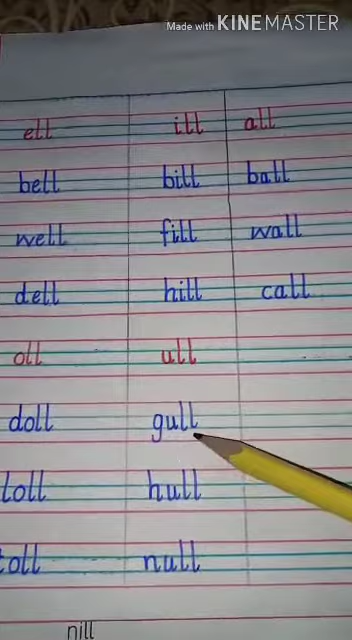 Made with KINEMASTER
ell ill all
bell bill ball
well fill wall
dell hill call
oll ull
doll gull
loll hull
toll null
nill